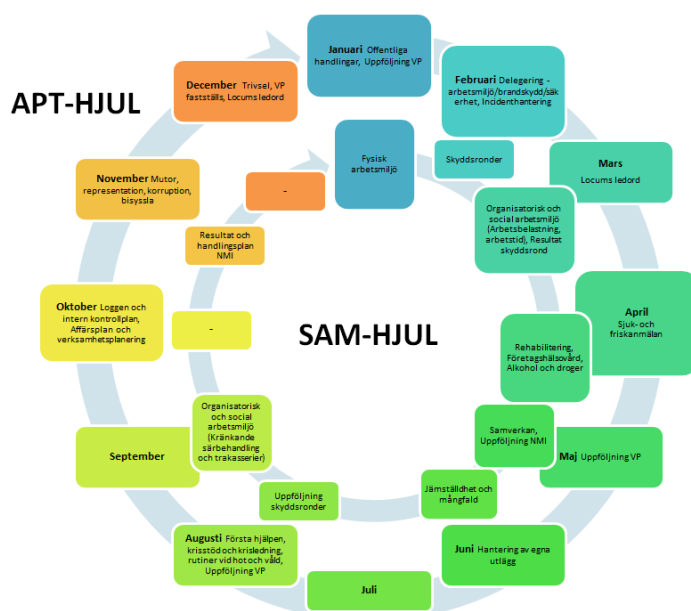 APT-HJUL
Januari Offentliga
handlingar, Uppföljning VP
Februari Delegering -
arbetsmiljö/brandskydd/säk
erhet, Incidenthantering
Mars
Locums ledord
April
Sjuk- och
friskanmälan
Maj Uppföljning VP
Juni Hantering av egna
utlägg
Juli
Augusti Första hjälpen,
krisstöd och krisledning,
rutiner vid hot och våld,
Uppföljning VP
September
Oktober Loggen och
intern kontrollplan,
Affärsplan och
verksamhetsplanering
November Mutor,
representation, korruption,
bisyssla
December Trivsel, VP
fastställs, Locums ledord
SAM-HJUL
Fysisk
arbetsmiljö
Skyddsronder
Organisatorisk och
social arbetsmiljö
(Arbetsbelastning,
arbetstid), Resultat
skyddsrond
Rehabilitering,
Företagshälsovård,
Alkohol och droger
Samverkan,
Uppföljning NMI
Jämställdhet och
mångfald
Uppföljning
skyddsronder
Organisatorisk
och social
arbetsmiljö
(Kränkande
särbehandling
och trakasserier)
-
Resultat och
handlingsplan
NMI
-